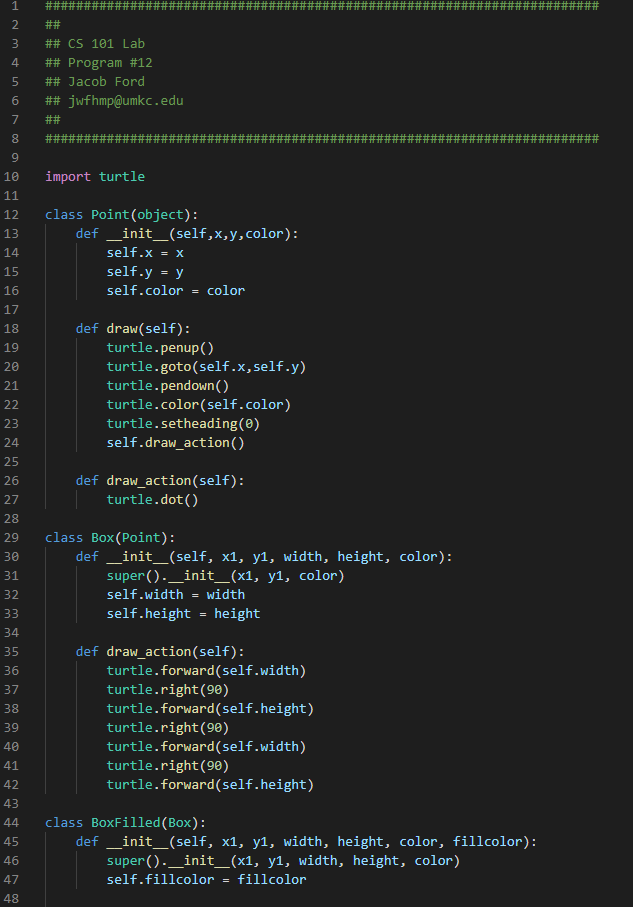 1 ########################################################################
2 ##
3 ## CS 101 Lab
4 ## Program #12
5 ## Jacob Ford
6 ## jwfhmp@umkc.edu
7 ##
8 ########################################################################
9
10 import turtle
11
12 class Point(object):
13     def __init__(self,x,y,color):
14         self.x = x
15         self.y = y
16         self.color = color
17
18     def draw(self):
19         turtle.penup()
20         turtle.goto(self.x,self.y)
21         turtle.pendown()
22         turtle.color(self.color)
23         turtle.setheading(0)
24         self.draw_action()
25
26     def draw_action(self):
27         turtle.dot()
28
29 class Box(Point):
30     def __init__(self, x1, y1, width, height, color):
31         super().__init__(x1, y1, color)
32         self.width = width
33         self.height = height
34
35     def draw_action(self):
36         turtle.forward(self.width)
37         turtle.right(90)
38         turtle.forward(self.height)
39         turtle.right(90)
40         turtle.forward(self.width)
41         turtle.right(90)
42         turtle.forward(self.height)
43
44 class BoxFilled(Box):
45     def __init__(self, x1, y1, width, height, color, fillcolor):
46         super().__init__(x1, y1, width, height, color)
47         self.fillcolor = fillcolor
48